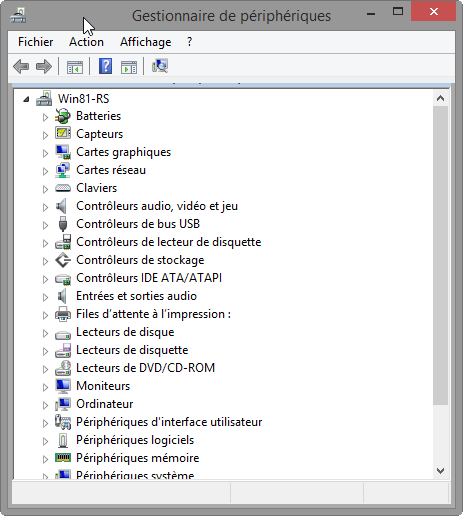 Gestionnaire de périphériques
Fichier Action Affichage ?
Win81-RS
Batteries
Capteurs
Cartes graphiques
Cartes réseau
Claviers
Contrôleurs audio, vidéo et jeu
Contrôleurs de bus USB
Contrôleurs de lecteur de disquette
Contrôleurs de stockage
Contrôleurs IDE ATA/ATAPI
Entrées et sorties audio
Files d'attente à l'impression :
Lecteurs de disque
Lecteurs de disquette
Lecteurs de DVD/CD-ROM
Moniteurs
Ordinateur
Périphériques d'interface utilisateur
Périphériques logiciels
Périphériques mémoire
Périphériques système